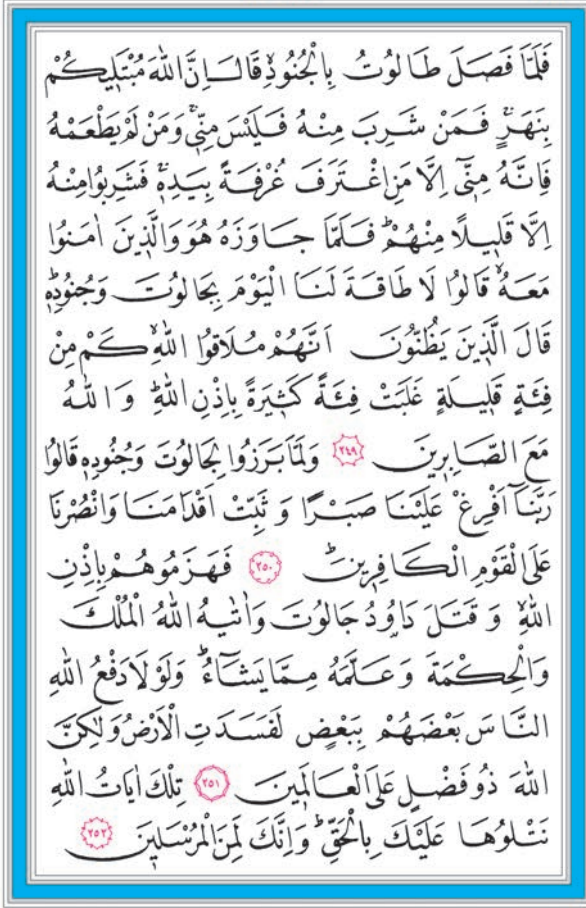 فَلَمَّا فَصَلَ طَالُوتُ بِالْجُنُودِۙ قَالَ اِنَّ اللّٰهَ مُبْتَل۪يكُمْ
بِنَهَرٍۚ فَمَنْ شَرِبَ مِنْهُ فَلَيْسَ مِنّ۪يۚ وَمَنْ لَمْ يَطْعَمْهُ
فَاِنَّهُ مِنّ۪ٓي اِلَّا مَنِ اغْتَرَفَ غُرْفَةً بِيَدِه۪ۚ فَشَرِبُوا مِنْهُ
اِلَّا قَل۪يلًا مِنْهُمْۜ فَلَمَّا جَاوَزَهُ هُوَ وَالَّذ۪ينَ اٰمَنُوا
مَعَهُۙ قَالُوا لَا طَاقَةَ لَنَا الْيَوْمَ بِجَالُوتَ وَجُنُودِه۪ۜ
قَالَ الَّذ۪ينَ يَظُنُّونَ اَنَّهُمْ مُلَاقُوا اللّٰهِۙ كَمْ مِنْ
فِئَةٍ قَل۪يلَةٍ غَلَبَتْ فِئَةً كَث۪يرَةً بِاِذْنِ اللّٰهِۜ وَاللّٰهُ
مَعَ الصَّابِر۪ينَ ﴿٢٤٩﴾ وَلَمَّا بَرَزُوا لِجَالُوتَ وَجُنُودِه۪ قَالُوا
رَبَّنَٓا اَفْرِغْ عَلَيْنَا صَبْرًا وَثَبِّتْ اَقْدَامَنَا وَانْصُرْنَا
عَلَى الْقَوْمِ الْكَافِر۪ينَۜ ﴿٢٥٠﴾ فَهَزَمُوهُمْ بِاِذْنِ
اللّٰهِۙ وَقَتَلَ دَاوُ۫دُ جَالُوتَ وَاٰتٰيهُ اللّٰهُ الْمُلْكَ
وَالْحِكْمَةَ وَعَلَّمَهُ مِمَّا يَشَٓاءُۜ وَلَوْلَا دَفْعُ اللّٰهِ
النَّاسَ بَعْضَهُمْ بِبَعْضٍ لَفَسَدَتِ الْاَرْضُ وَلٰكِنَّ
اللّٰهَ ذُو فَضْلٍ عَلَى الْعَالَم۪ينَ ﴿٢٥١﴾ تِلْكَ اٰيَاتُ اللّٰهِ
نَتْلُوهَا عَلَيْكَ بِالْحَقِّۜ وَاِنَّكَ لَمِنَ الْمُرْسَل۪ينَ ﴿٢٥٢﴾